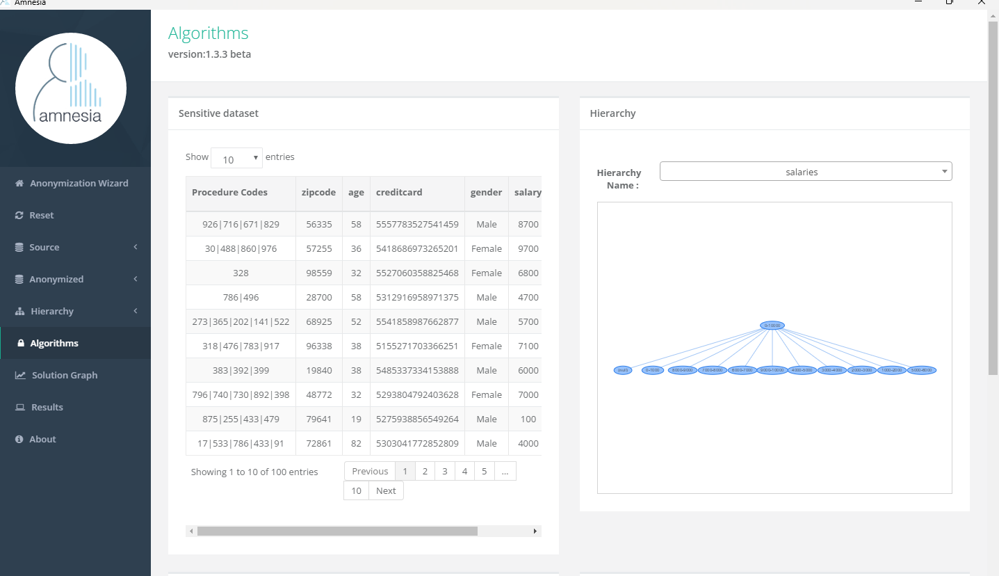 Amnesia
amnesia
Anonymization Wizard
Reset
Source
Anonymized
Hierarchy
Algorithms
Solution Graph
Results
About
Algorithms
version:1.3.3 beta
Sensitive dataset
Show 10 entries
Procedure Codes zipcode age creditcard gender salary
926|716|671|829 56335 58 5557783527541459 Male 8700
30|488|860|976 57255 36 5418686973265201 Female 9700
328 98559 32 5527060358825468 Female 6800
786|496 28700 58 5312916958971375 Male 4700
273|365|202|141|522 68925 52 5541858987662877 Male 5700
318|476|783|917 96338 38 5155271703366251 Female 7100
383|392|399 19840 38 5485337334153888 Male 6000
796|740|730|892|398 48772 32 5293804792403628 Female 7000
875|255|433|479 79641 19 5275938856549264 Male 100
17|533|786|433|91 72861 82 5303041772852809 Male 4000
Showing 1 to 10 of 100 entries
Previous 1 2 3 4 5 ...
10 Next
Hierarchy
Hierarchy
Name :
salaries
0-10000
(null) 0-1000 8000-9000 7000-8000 6000-7000 9000-10000 4000-5000 3000-4000 2000-3000 1000-2000 5000-6000